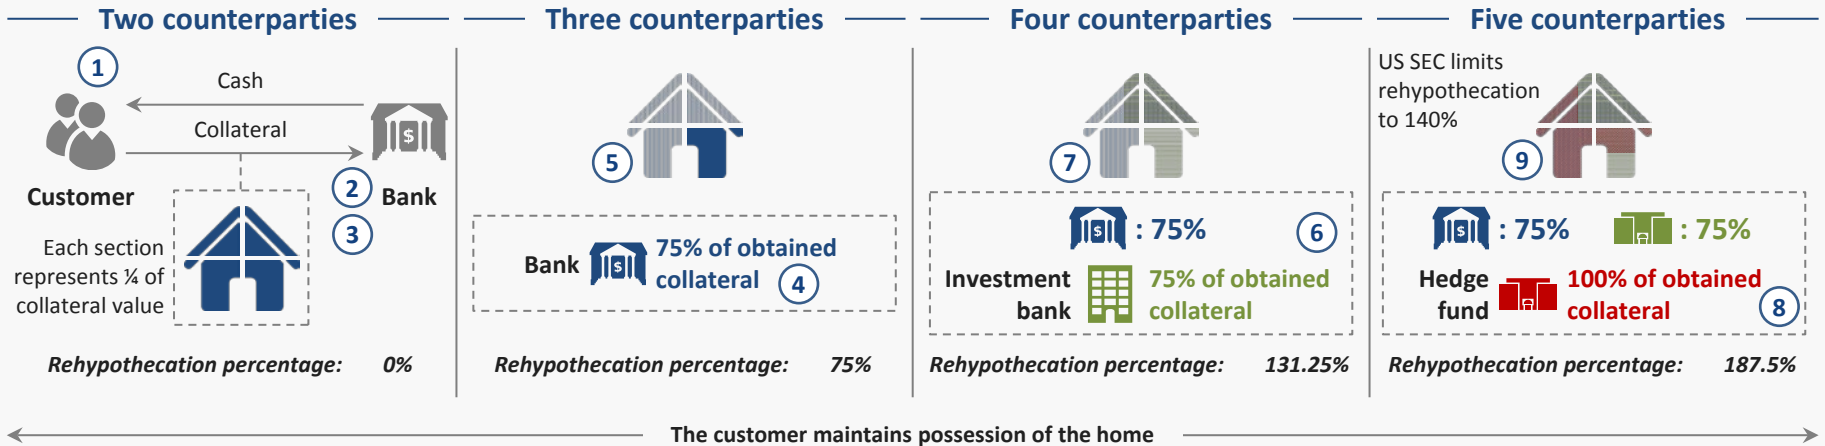 Two counterparties
1
Cash
Collateral
$
Customer
2
Bank
3
Each section
represents ¼ of
collateral value
Rehypothecation percentage: 0%
Three counterparties
5
Bank
$
75% of obtained
collateral
4
Rehypothecation percentage: 75%
Four counterparties
7
$
: 75%
6
Investment
bank
75% of obtained
collateral
Rehypothecation percentage: 131.25%
Five counterparties
US SEC limits
rehypothecation
to 140%
9
$
: 75%
: 75%
Hedge
fund
100% of obtained
collateral
8
Rehypothecation percentage: 187.5%
The customer maintains possession of the home